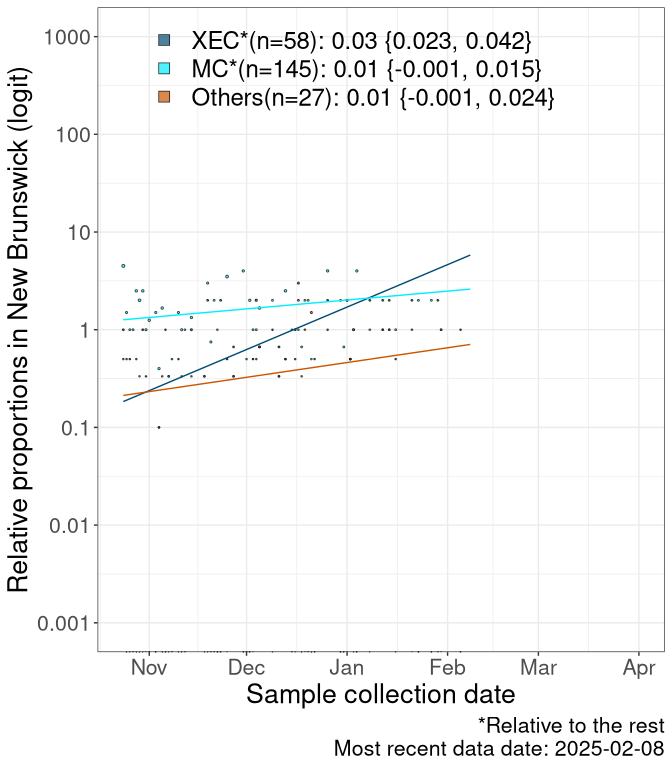 XEC*(n=58): 0.03 {0.023, 0.042}
MC*(n=145): 0.01 {-0.001, 0.015}
Others(n=27): 0.01 {-0.001, 0.024}
Relative proportions in New Brunswick (logit)
1000
100
10
1
0.1
0.01
0.001
Nov Dec Jan Feb Mar Apr
Sample collection date
*Relative to the rest
Most recent data date: 2025-02-08